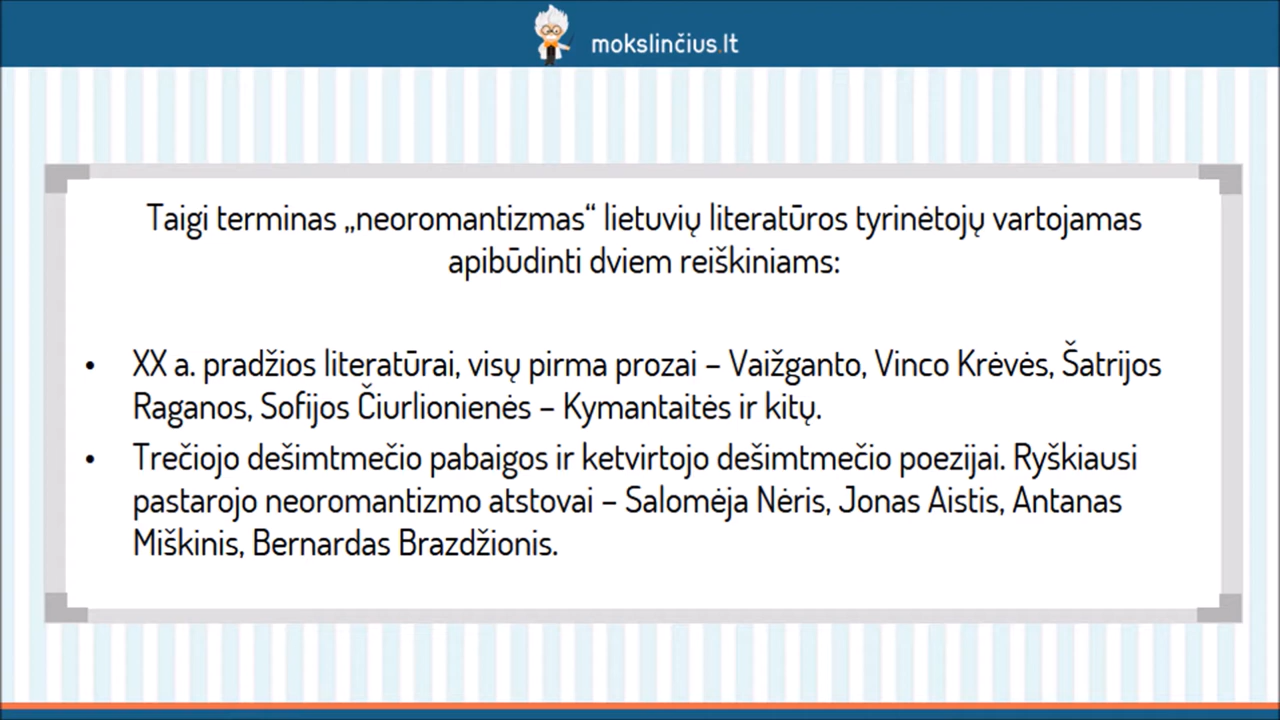 mokslinčius.lt
Taigi terminas „neoromantizmas“ lietuvių literatūros tyrinėtojų vartojamas
apibūdinti dviem reiškiniams:
• XX a. pradžios literatūrai, visų pirma prozai – Vaižganto, Vinco Krėvės, Šatrijos
Raganos, Sofijos Čiurlionienės – Kymantaitės ir kitų.
• Trečiojo dešimtmečio pabaigos ir ketvirtojo dešimtmečio poezijai. Ryškiausi
pastarojo neoromantizmo atstovai – Salomėja Nėris, Jonas Aistis, Antanas
Miškinis, Bernardas Brazdžionis.